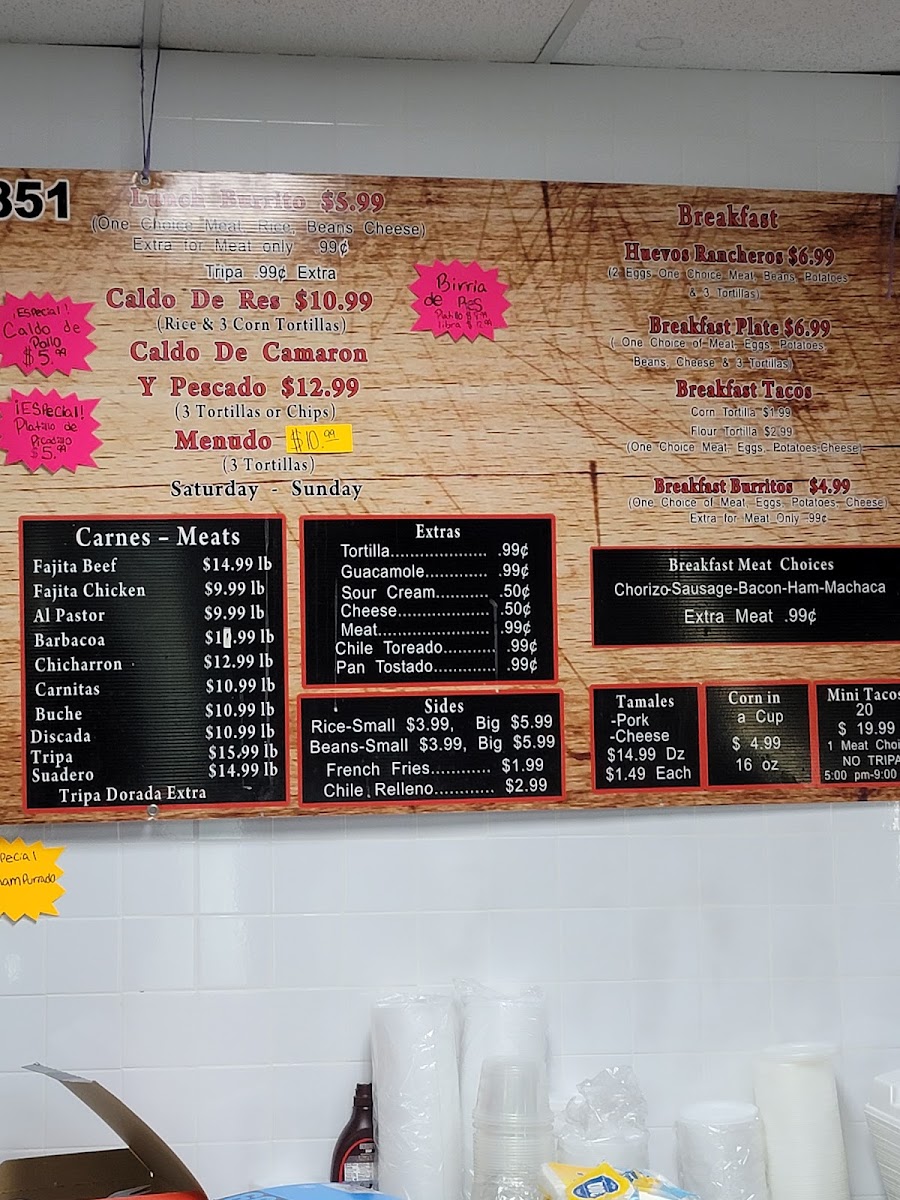 351
Lunch Burrito $5.99
(One Choice Meat, Rice, Beans Cheese)
Extra for Meat only .99¢
Tripa .99¢ Extra
Caldo De Res $10.99
(Rice & 3 Corn Tortillas)
Caldo De Camaron
Y Pescado $12.99
(3 Tortillas or Chips)
Menudo $10.99
(3 Tortillas)
Saturday - Sunday
¡Especial!
Caldo de
Pollo
$5.99
¡ESPecial!
Platillo de
Picadillo
$5.99
Birria
de Res
Platillo $9.99
libra $12.99
Breakfast
Huevos Rancheros $6.99
(2 Eggs One Choice Meat, Beans, Potatoes
& 3 Tortillas)
Breakfast Plate $6.99
( One Choice of Meat, Eggs, Potatoes,
Beans, Cheese & 3 Tortillas)
Breakfast Tacos
Corn Tortilla $1.99
Flour Tortilla $2.99
(One Choice Meat, Eggs, Potatoes,Cheese)
Breakfast Burritos $4.99
(One Choice of Meat, Eggs, Potatoes, Cheese)
Extra for Meat Only .99¢
Carnes - Meats
Fajita Beef $14.99 lb
Fajita Chicken $9.99 lb
Al Pastor $9.99 lb
Barbacoa .99 lb
Chicharron $12.99 lb
Carnitas $10.99 lb
Buche $10.99 lb
Discada $10.99 lb
Tripa $15.99 lb
Suadero $14.99 lb
Tripa Dorada Extra
Extras
Tortilla................... .99¢
Guacamole............. .99¢
Sour Cream........... .50¢
Cheese................... .50¢
Meat....................... .99¢
Chile Toreado.......... .99¢
Pan Tostado............ .99¢
Sides
Rice-Small $3.99, Big $5.99
Beans-Small $3.99, Big $5.99
French Fries............ $1.99
Chile Relleno............ $2.99
Breakfast Meat Choices
Chorizo-Sausage-Bacon-Ham-Machaca
Extra Meat .99¢
Tamales
-Pork
-Cheese
$14.99 Dz
$1.49 Each
Corn in
a Cup
$ 4.99
16 oz
Mini Tacos
20
$ 19.99
1 Meat Choi
NO TRIPA
5:00 pm-9:00
pecial
hamPurrado